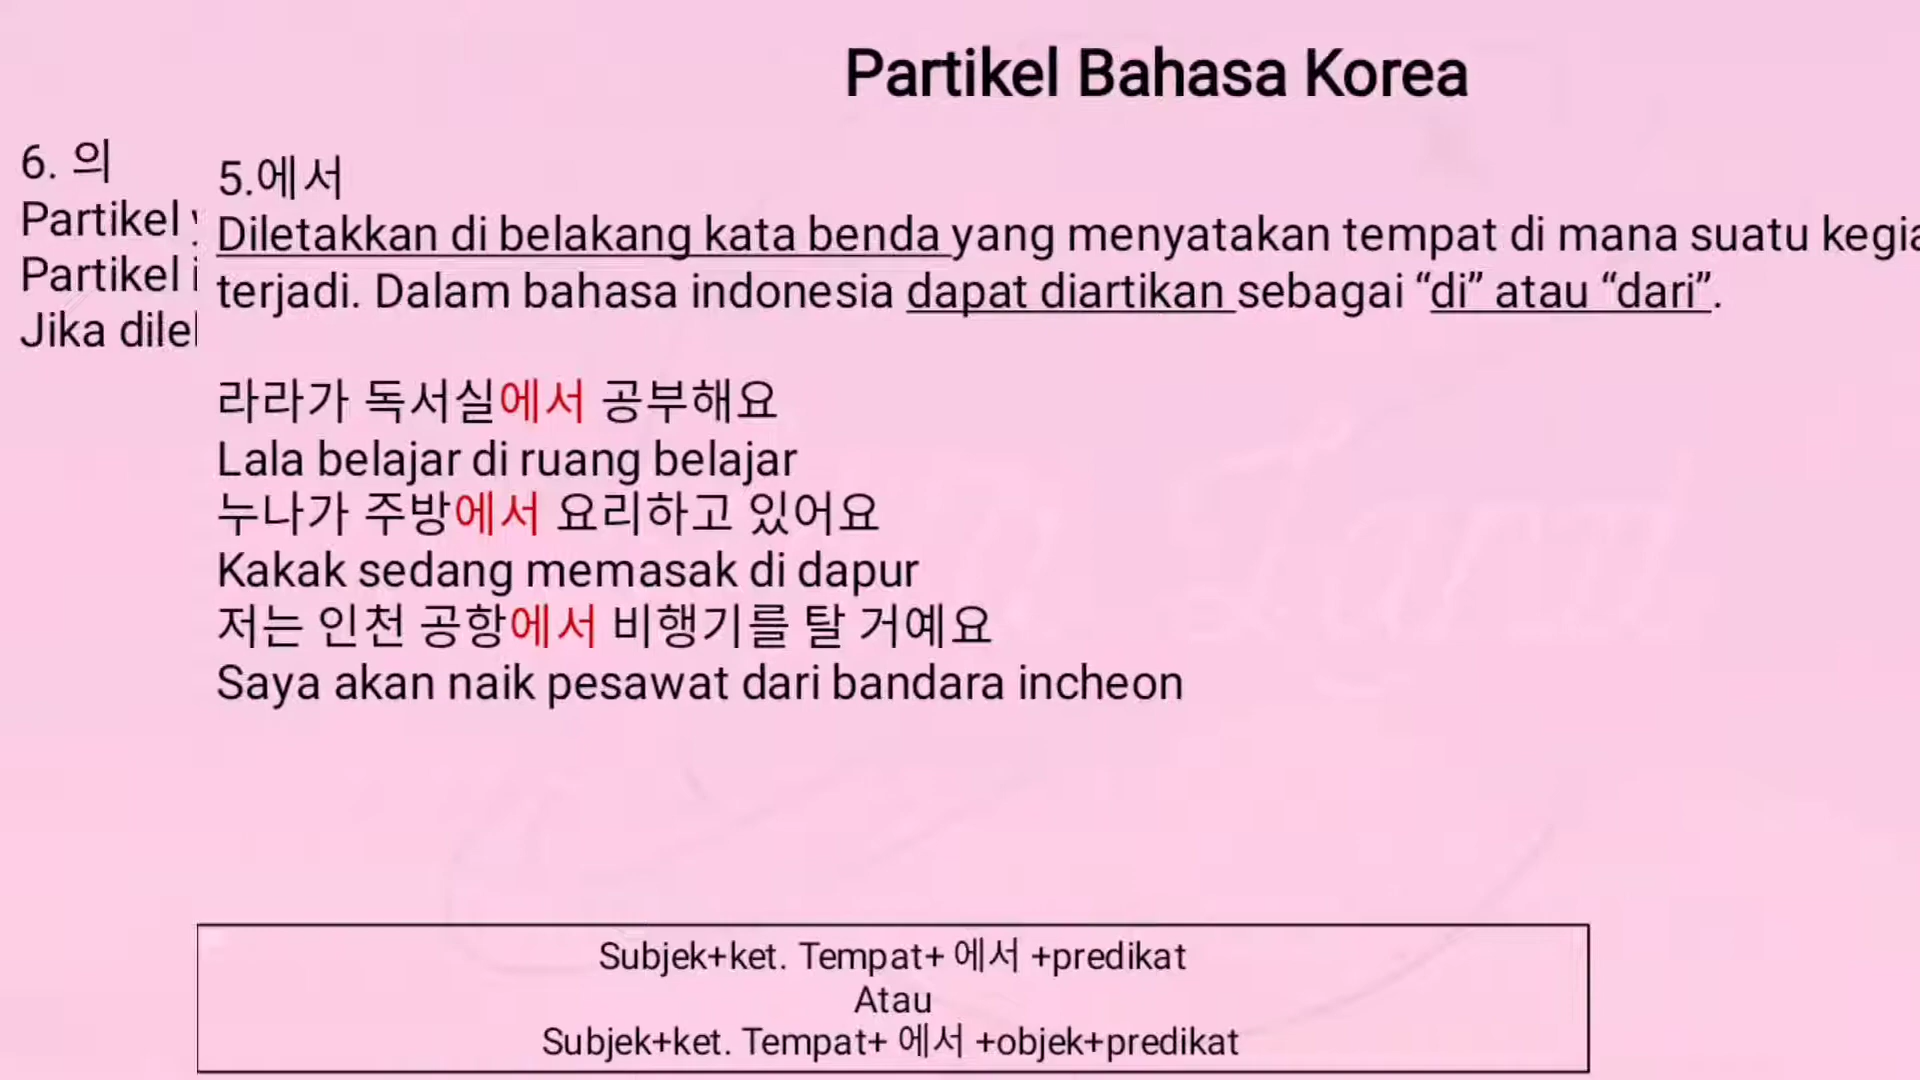 Partikel Bahasa Korea
6. 의
Partikel
Partikel
Jika
5.에서
Diletakkan di belakang kata benda yang menyatakan tempat di mana suatu
terjadi. Dalam bahasa indonesia dapat diartikan sebagai “di” atau “dari”.
라라가 독서실에서 공부해요
Lala belajar di ruang belajar
누나가 주방에서 요리하고 있어요
Kakak sedang memasak di dapur
저는 인천 공항에서 비행기를 탈 거예요
Saya akan naik pesawat dari bandara incheon
Subjek+ket. Tempat+ 에서 +predikat
Atau
Subjek+ket. Tempat+ 에서 +objek+predikat